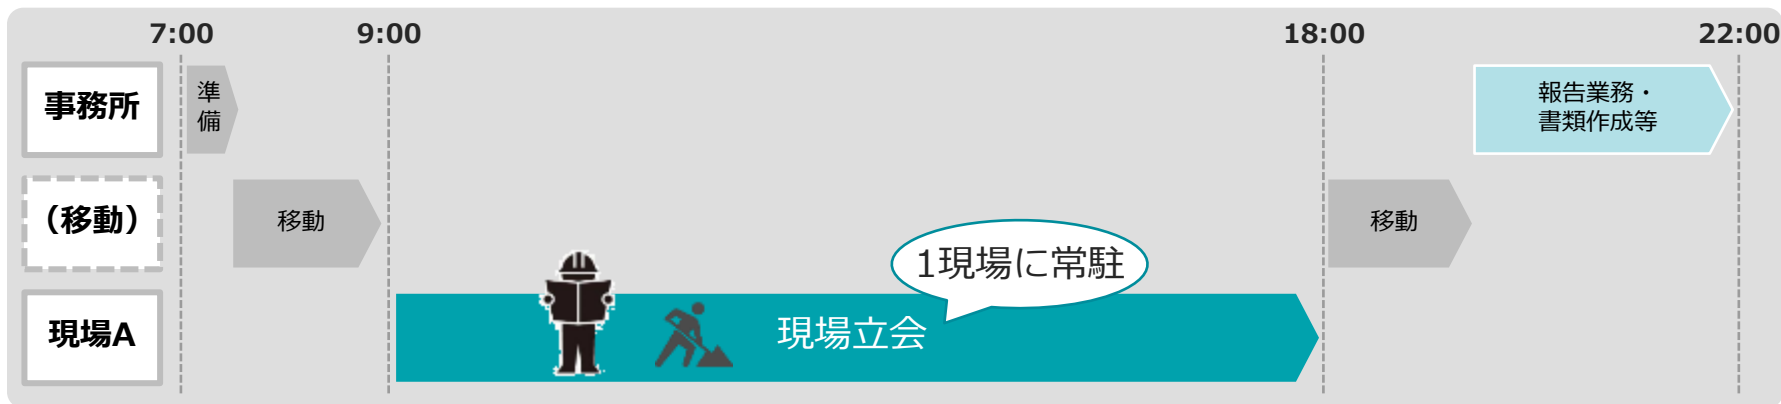 7:00 9:00 18:00 22:00
事務所
準
備
報告業務・
書類作成等
（移動）
移動
移動
1現場に常駐
現場A
現場立会